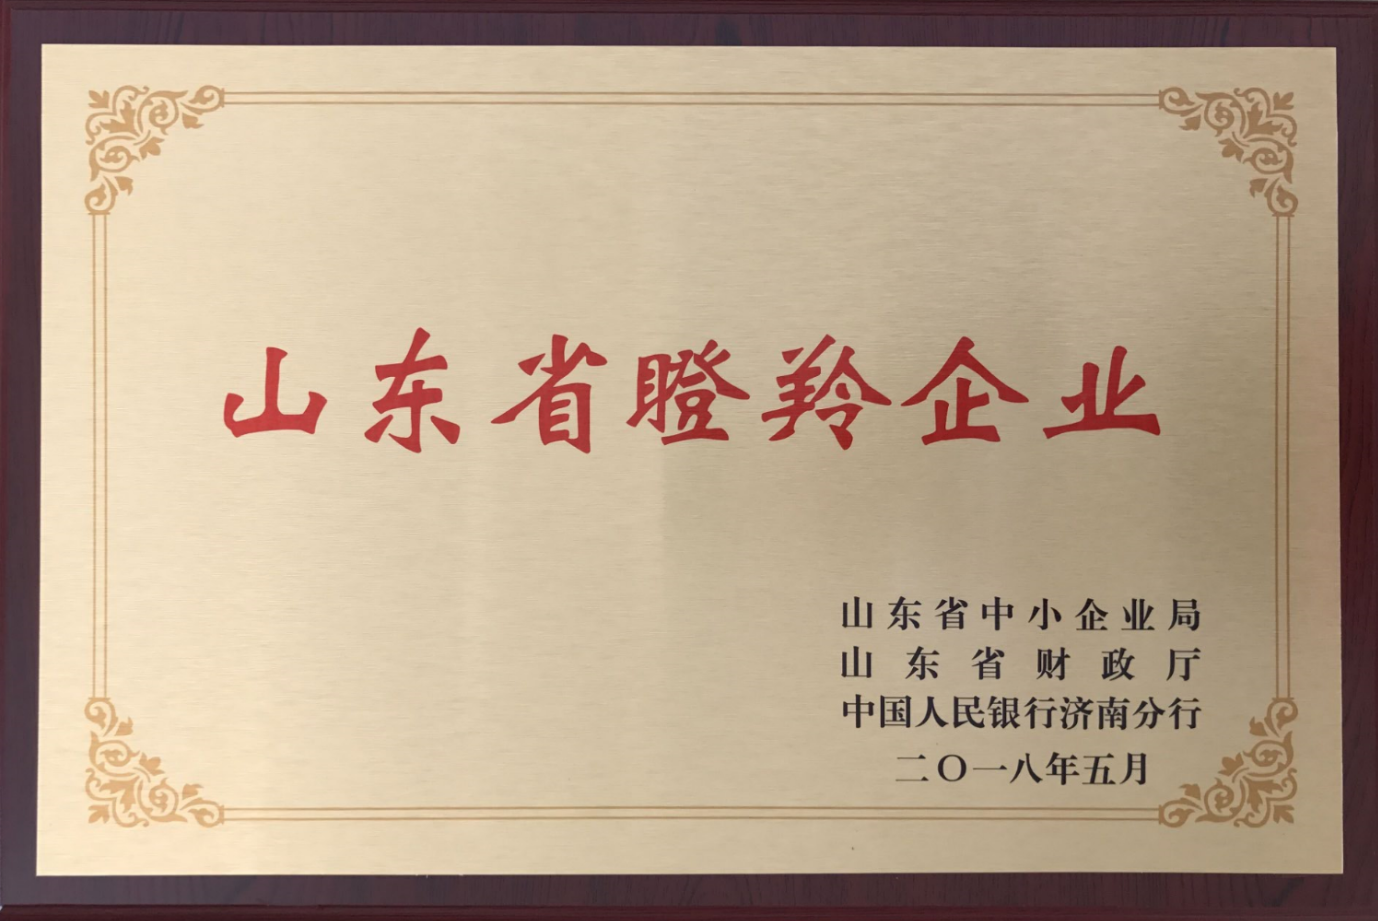 山东省瞪羚企业
山东省中小企业局
山东省财政厅
中国人民银行济南分行
二〇一八年五月